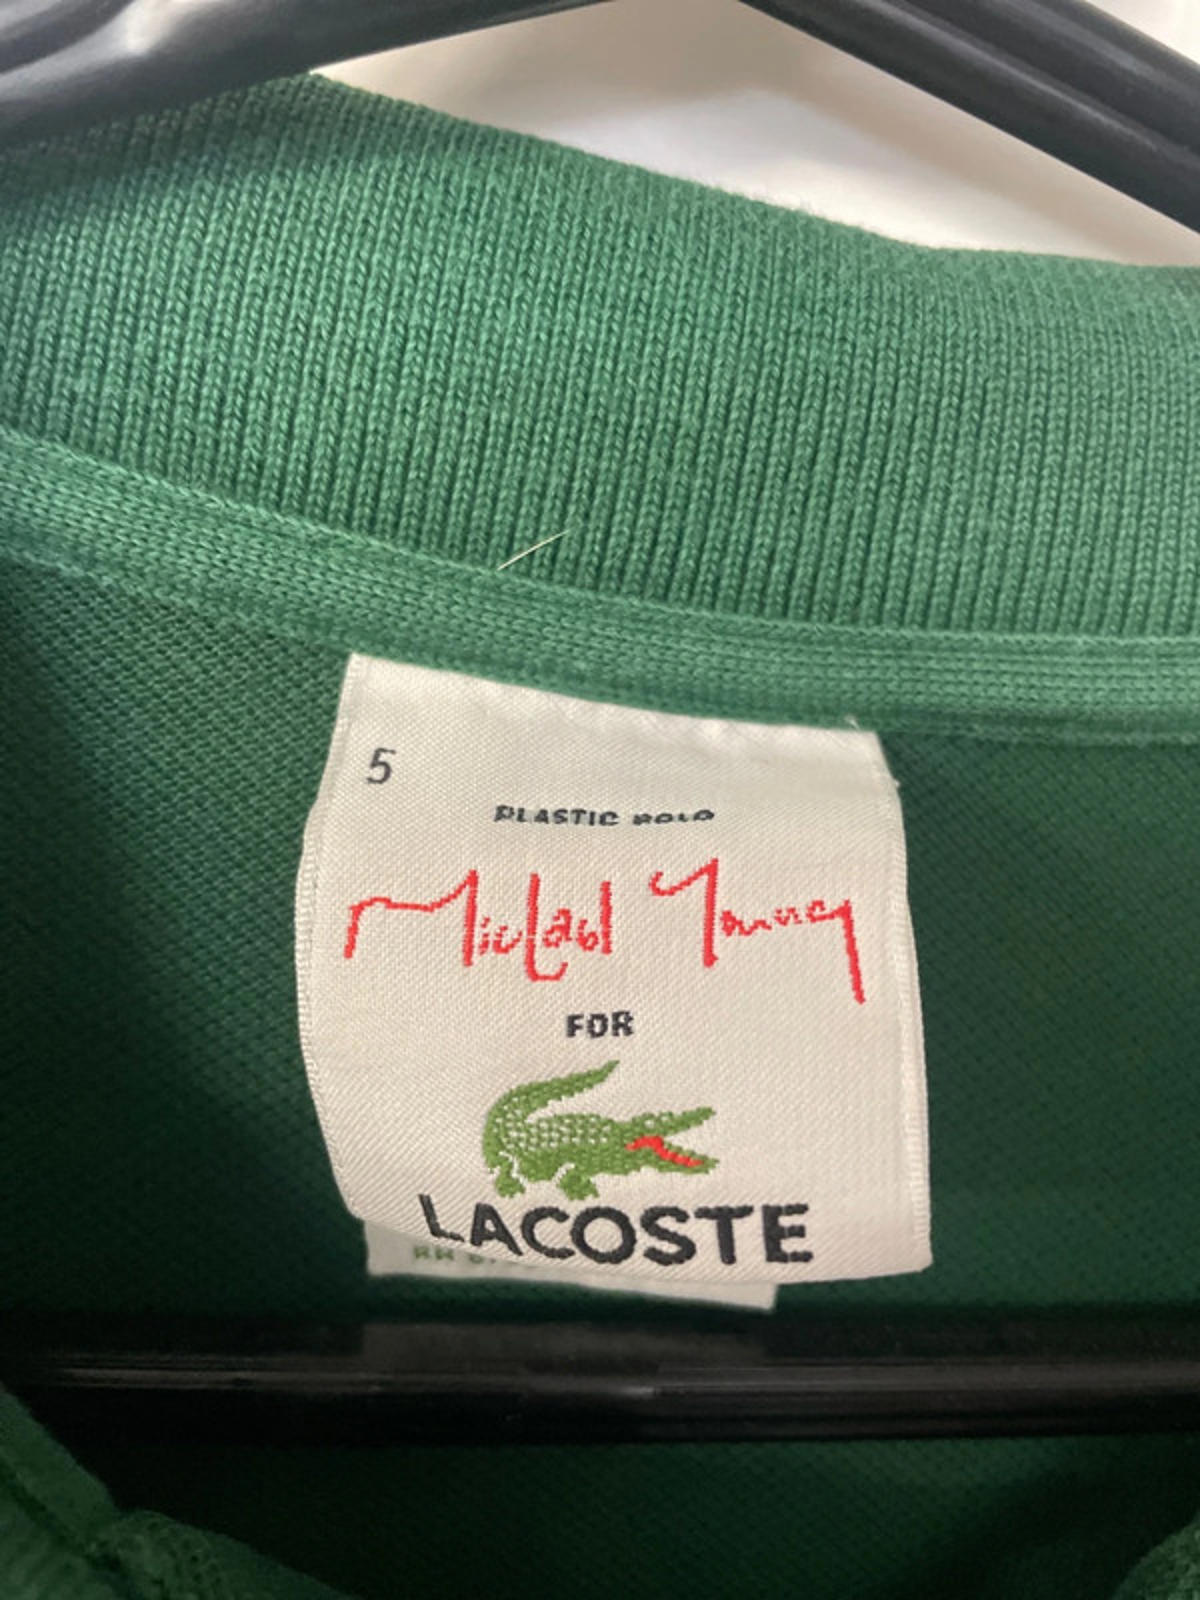 5
PLASTIC POLO
Michael Young
FOR
LACOSTE